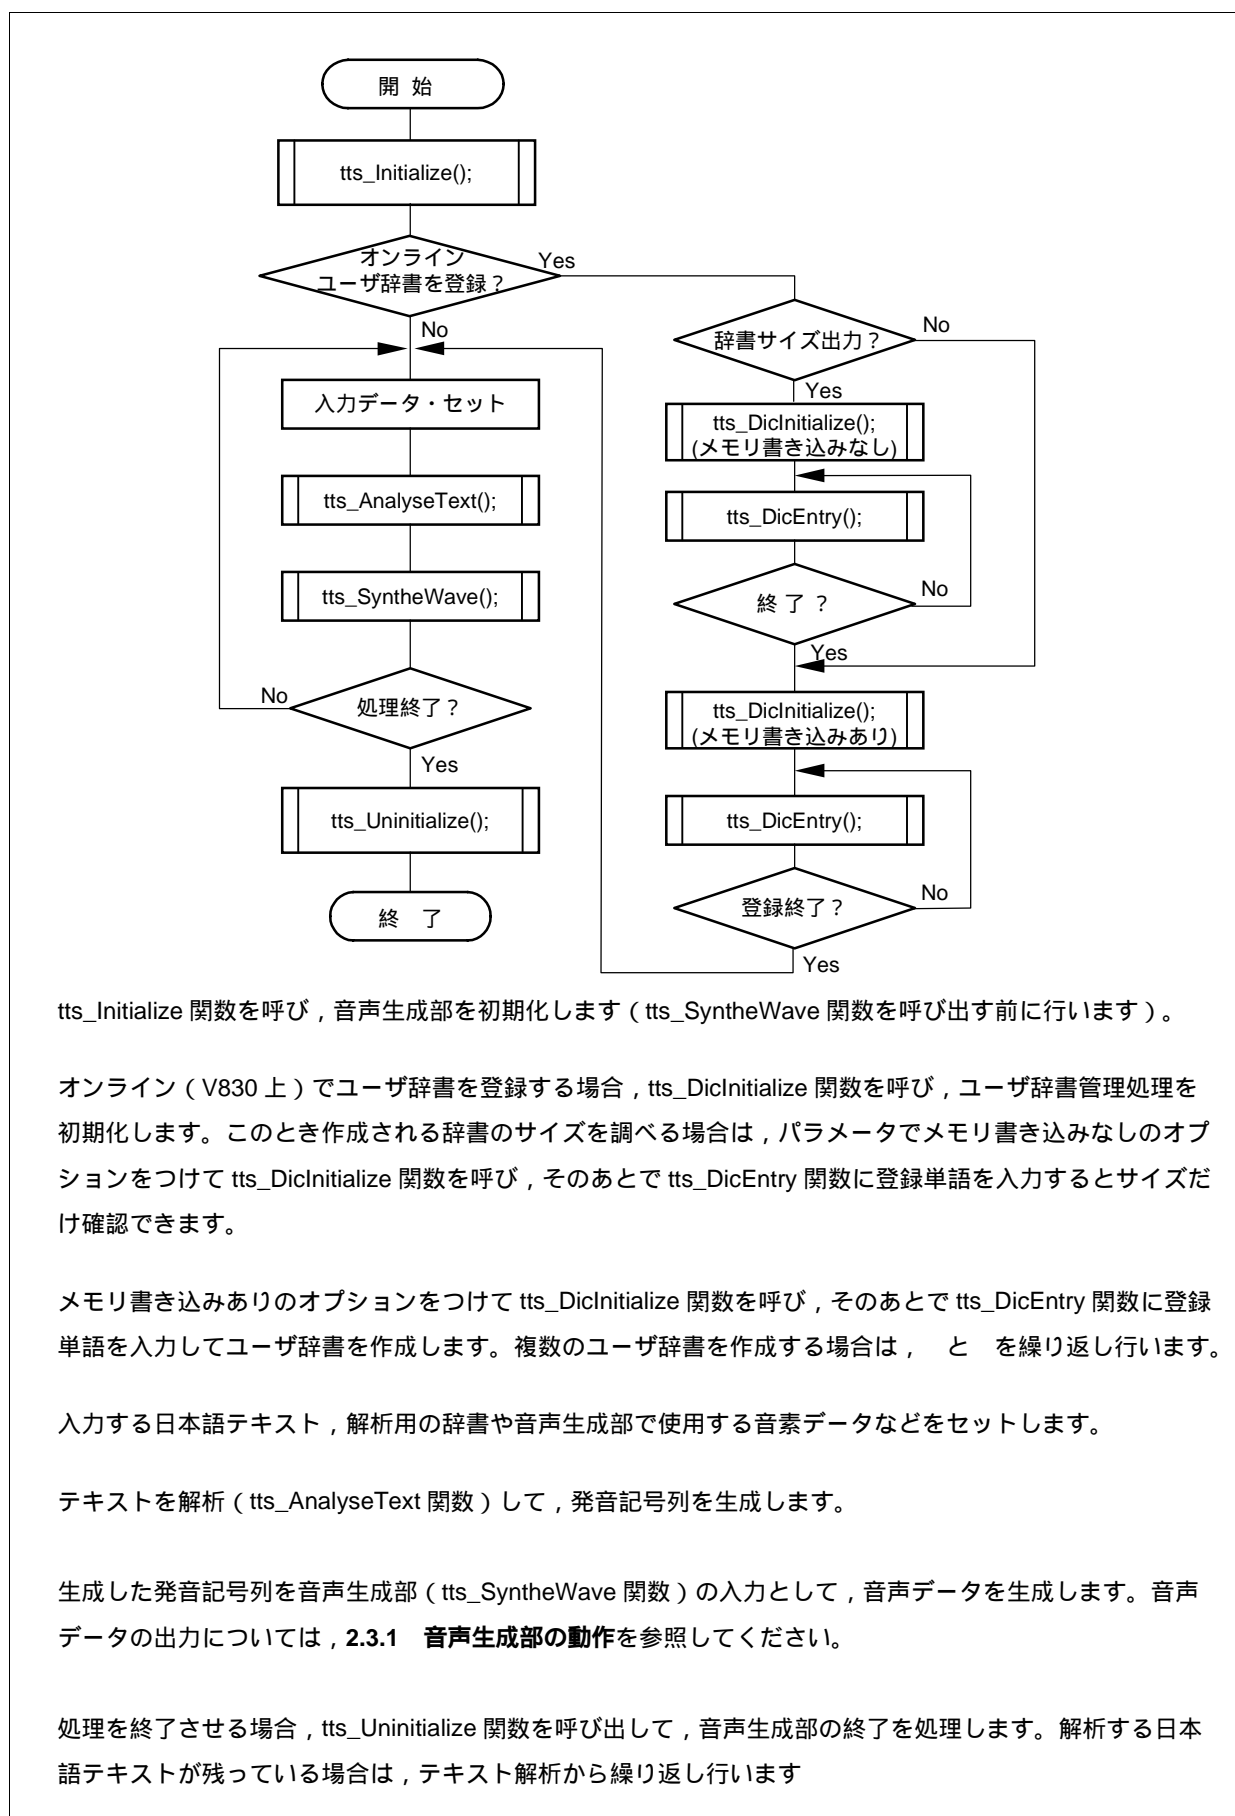 開 始
tts_Initialize();
オンライン
ユーザ辞書を登録？
Yes
No
入力データ・セット
tts_AnalyseText();
tts_SyntheWave();
処理終了？
No
Yes
tts_Uninitialize();
終 了
辞書サイズ出力？
No
Yes
tts_DicInitialize();
(メモリ書き込みなし)
tts_DicEntry();
終 了 ？
No
Yes
tts_DicInitialize();
(メモリ書き込みあり)
tts_DicEntry();
登録終了？
No
Yes
tts_Initialize 関数を呼び，音声生成部を初期化します（tts_SyntheWave 関数を呼び出す前に行います）。
オンライン（V830 上）でユーザ辞書を登録する場合，tts_DicInitialize 関数を呼び，ユーザ辞書管理処理を
初期化します。このとき作成される辞書のサイズを調べる場合は，パラメータでメモリ書き込みなしのオプ
ションをつけて tts_DicInitialize 関数を呼び，そのあとで tts_DicEntry 関数に登録単語を入力するとサイズだ
け確認できます。
メモリ書き込みありのオプションをつけて tts_DicInitialize 関数を呼び，そのあとで tts_DicEntry 関数に登録
単語を入力してユーザ辞書を作成します。複数のユーザ辞書を作成する場合は，　と　を繰り返し行います。
入力する日本語テキスト，解析用の辞書や音声生成部で使用する音素データなどをセットします。
テキストを解析（tts_AnalyseText 関数）して，発音記号列を生成します。
生成した発音記号列を音声生成部（tts_SyntheWave 関数）の入力として，音声データを生成します。音声
データの出力については，2.3.1　音声生成部の動作を参照してください。
処理を終了させる場合，tts_Uninitialize 関数を呼び出して，音声生成部の終了を処理します。解析する日本
語テキストが残っている場合は，テキスト解析から繰り返し行います